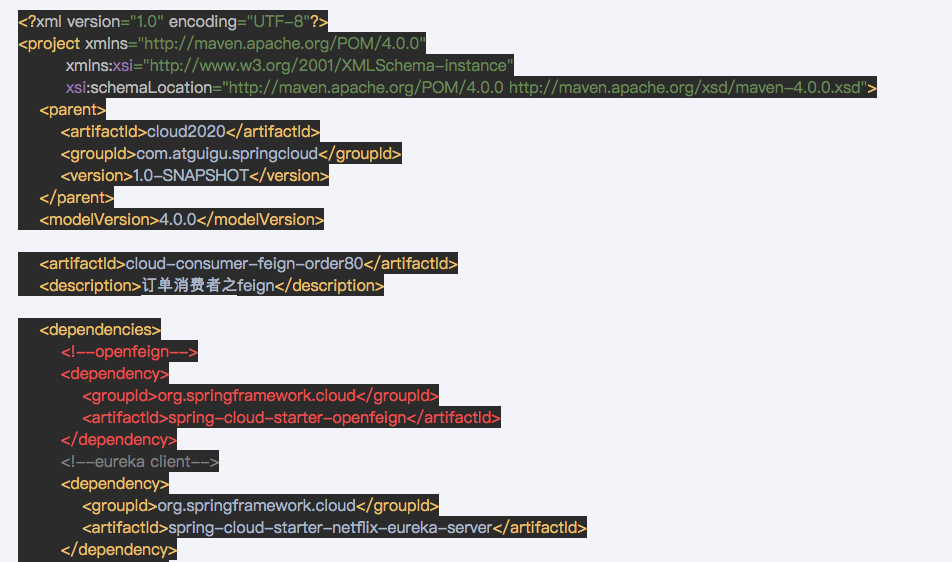 <?xml version="1.0" encoding="UTF-8"?>
<project xmlns="http://maven.apache.org/POM/4.0.0"
xmlns:xsi="http://www.w3.org/2001/XMLSchema-instance"
xsi:schemaLocation="http://maven.apache.org/POM/4.0.0 http://maven.apache.org/xsd/maven-4.0.0.xsd">
<parent>
<artifactId>cloud2020</artifactId>
<groupId>com.atguigu.springcloud</groupId>
<version>1.0-SNAPSHOT</version>
</parent>
<modelVersion>4.0.0</modelVersion>
<artifactId>cloud-consumer-feign-order80</artifactId>
<description>订单消费者之feign</description>
<dependencies>
<!--openfeign-->
<dependency>
<groupId>org.springframework.cloud</groupId>
<artifactId>spring-cloud-starter-openfeign</artifactId>
</dependency>
<!--eureka client-->
<dependency>
<groupId>org.springframework.cloud</groupId>
<artifactId>spring-cloud-starter-netflix-eureka-server</artifactId>
</dependency>